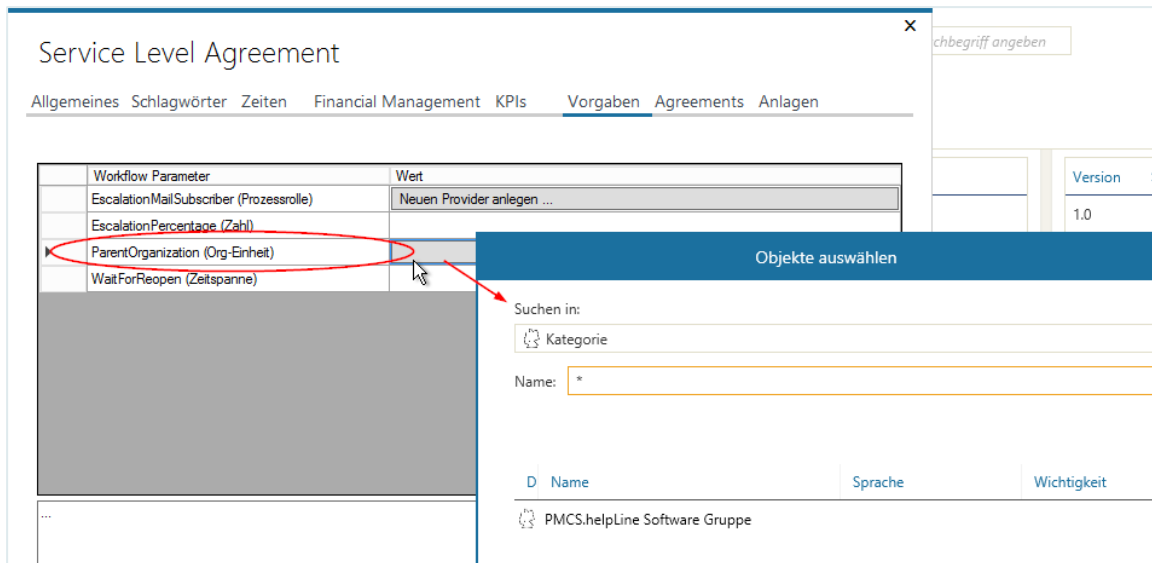 x
chbegriff angeben
Service Level Agreement
Allgemeines Schlagwörter Zeiten Financial Management KPIs Vorgaben Agreements Anlagen
Workflow Parameter Wert
EscalationMailSubscriber (Prozessrolle) Neuen Provider anlegen ...
EscalationPercentage (Zahl)
ParentOrganization (Org-Einheit)
WaitForReopen (Zeitspanne)
...
Version
1.0
Objekte auswählen
Suchen in:
Kategorie
Name: *
D Name Sprache Wichtigkeit
PMCS.helpLine Software Gruppe